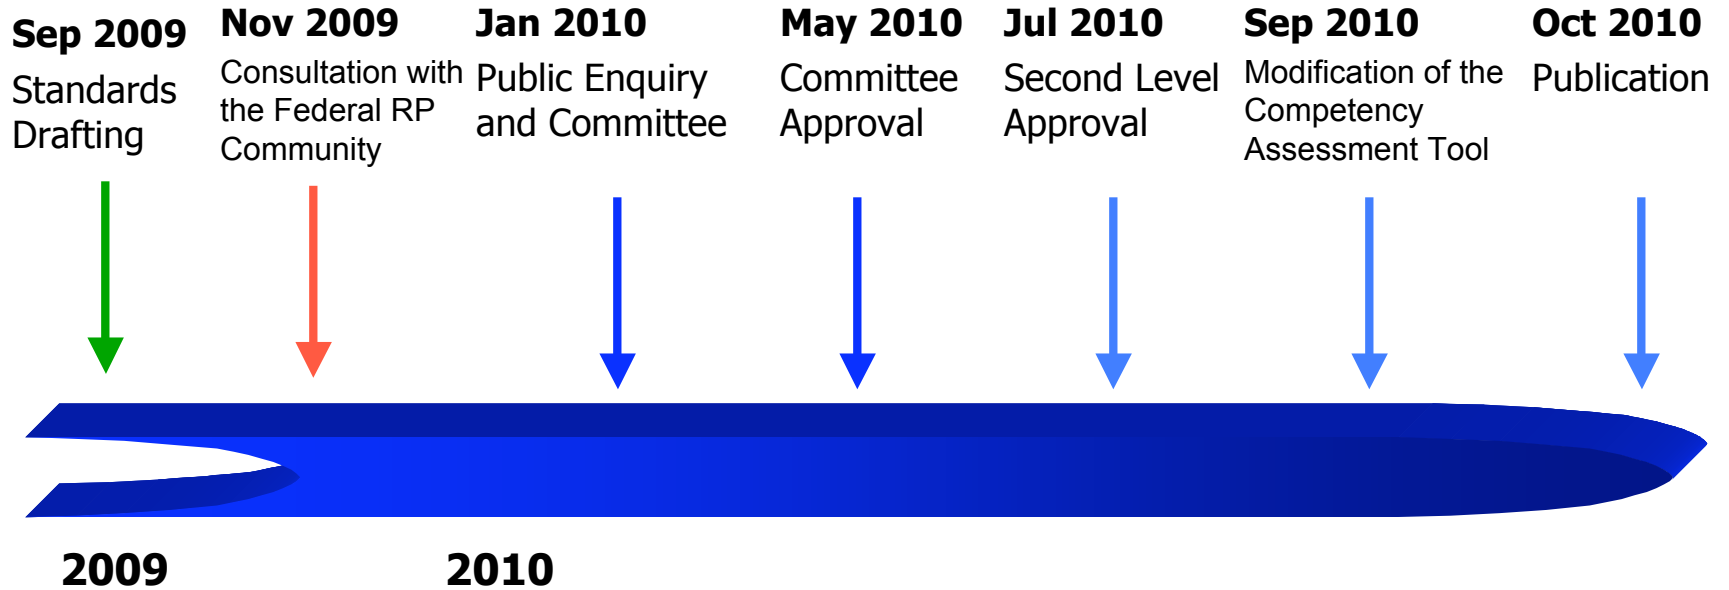 Sep 2009
Standards
Drafting
Nov 2009
Consultation with
the Federal RP
Community
Jan 2010
Public Enquiry
and Committee
May 2010
Committee
Approval
Jul 2010
Second Level
Approval
Sep 2010
Modification of the
Competency
Assessment Tool
Oct 2010
Publication
2009
2010